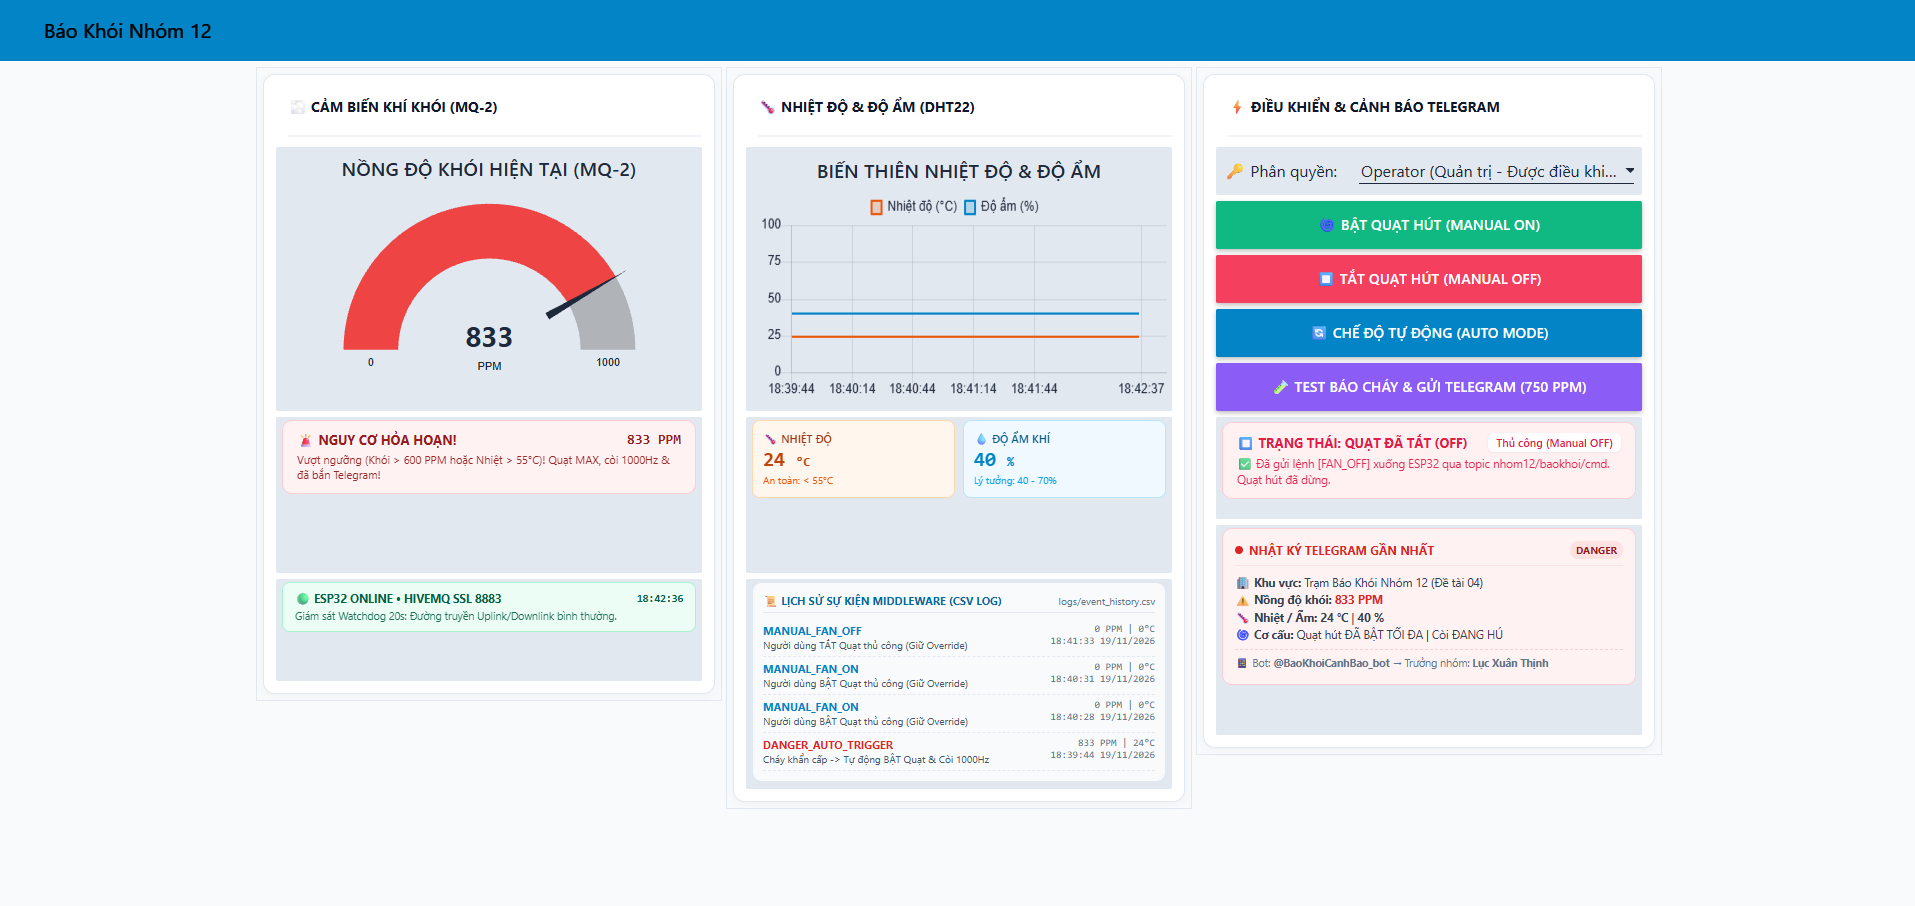 Báo Khói Nhóm 12
CẢM BIẾN KHÍ KHÓI (MQ-2)
NỒNG ĐỘ KHÓI HIỆN TẠI (MQ-2)
833
PPM
0
1000
NGUY CƠ HỎA HOẠN!
833 PPM
Vượt ngưỡng (Khói > 600 PPM hoặc Nhiệt > 55°C)! Quạt MAX, còi 1000Hz &
đã bắn Telegram!
ESP32 ONLINE • HIVEMQ SSL 8883
18:42:36
Giám sát Watchdog 20s: Đường truyền Uplink/Downlink bình thường.
NHIỆT ĐỘ & ĐỘ ẨM (DHT22)
BIẾN THIÊN NHIỆT ĐỘ & ĐỘ ẨM
Nhiệt độ (°C)
Độ ẩm (%)
100
75
50
25
0
18:39:44
18:40:14
18:40:44
18:41:14
18:41:44
18:42:37
NHIỆT ĐỘ
24 °C
An toàn: < 55°C
ĐỘ ẨM KHÍ
40 %
Lý tưởng: 40 - 70%
LỊCH SỬ SỰ KIỆN MIDDLEWARE (CSV LOG)
logs/event_history.csv
MANUAL_FAN_OFF
0 PPM | 0°C
Người dùng TẮT Quạt thủ công (Giữ Override)
18:41:33 19/11/2026
MANUAL_FAN_ON
0 PPM | 0°C
Người dùng BẬT Quạt thủ công (Giữ Override)
18:40:31 19/11/2026
MANUAL_FAN_ON
0 PPM | 0°C
Người dùng BẬT Quạt thủ công (Giữ Override)
18:40:28 19/11/2026
DANGER_AUTO_TRIGGER
833 PPM | 24°C
Cháy khẩn cấp -> Tự động BẬT Quạt & Còi 1000Hz
18:39:44 19/11/2026
ĐIỀU KHIỂN & CẢNH BÁO TELEGRAM
Phân quyền:
Operator (Quản trị - Được điều khi...
BẬT QUẠT HÚT (MANUAL ON)
TẮT QUẠT HÚT (MANUAL OFF)
CHẾ ĐỘ TỰ ĐỘNG (AUTO MODE)
TEST BÁO CHÁY & GỬI TELEGRAM (750 PPM)
TRẠNG THÁI: QUẠT ĐÃ TẮT (OFF)
Thủ công (Manual OFF)
Đã gửi lệnh [FAN_OFF] xuống ESP32 qua topic nhom12/baokhoi/cmd.
Quạt hút đã dừng.
NHẬT KÝ TELEGRAM GẦN NHẤT
DANGER
Khu vực: Trạm Báo Khói Nhóm 12 (Đề tài 04)
Nồng độ khói: 833 PPM
Nhiệt / Ẩm: 24 °C | 40 %
Cơ cấu: Quạt hút ĐÃ BẬT TỐI ĐA | Còi ĐANG HÚ
Bot: @BaoKhoiCanhBao_bot → Trưởng nhóm: Lục Xuân Thịnh